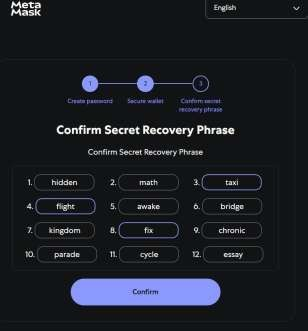 META
MASK
English
1 2 3
Create password Secure wallet Confirm secret
recovery phrase
Confirm Secret Recovery Phrase
Confirm Secret Recovery Phrase
1. hidden 2. math 3. taxi
4. flight 5. awake 6. bridge
7. kingdom 8. fix 9. chronic
10. parade 11. cycle 12. essay
Confirm